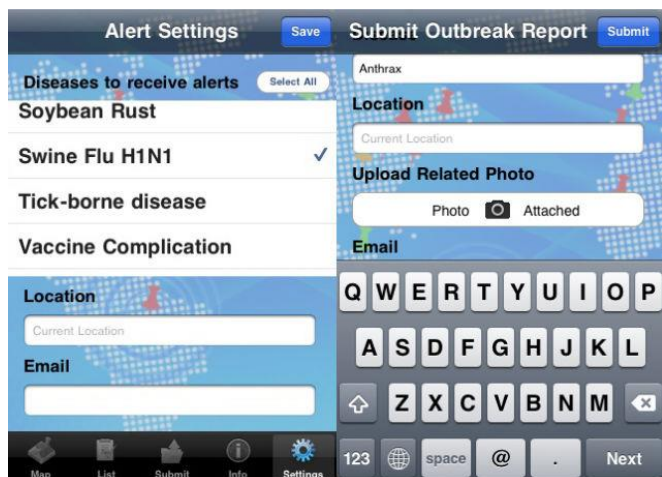 Alert Settings
Save
Diseases to receive alerts
Select All
Soybean Rust
Swine Flu H1N1
Tick-borne disease
Vaccine Complication
Location
Current Location
Email
Map
List
Submit
Info
Settings
Submit Outbreak Report
Submit
Anthrax
Location
Current Location
Upload Related Photo
Photo Attached
Email
Q W E R T Y U I O P
A S D F G H J K L
Z X C V B N M
123 space @ . Next